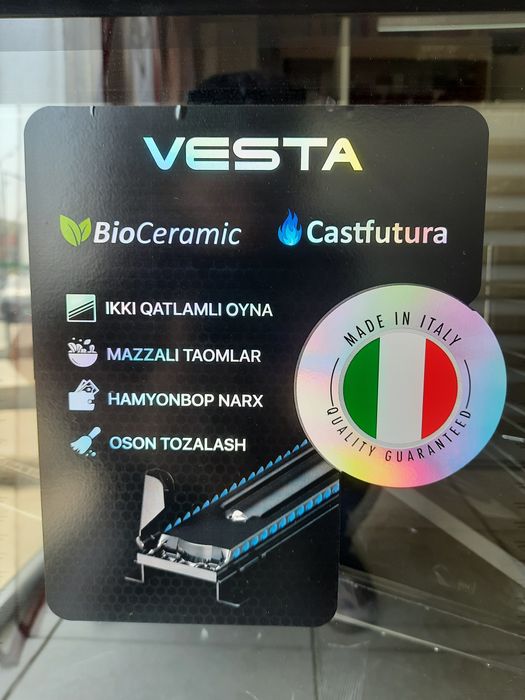 VESTA
BioCeramic
Castfutura
IKKI QATLAMLI OYNA
MAZZALI TAOMLAR
HAMYONBOP NARX
OSON TOZALASH
MADE IN ITALY
QUALITY GUARANTEED